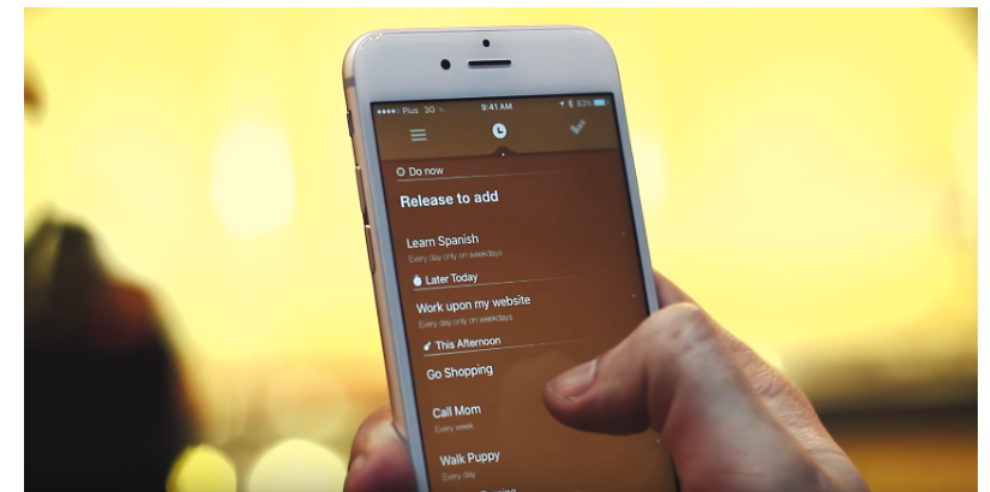 Plus 3G 9:41 AM 83%
Do now
Release to add
Learn Spanish
Every day only on weekdays
Later Today
Work upon my website
Every day only on weekdays
This Afternoon
Go Shopping
Call Mom
Every week
Walk Puppy
Every day